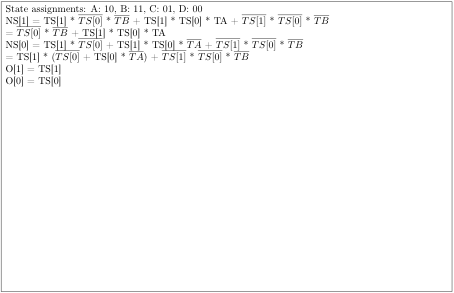 State assignments: A: 10, B: 11, C: 01, D: 00
NS[1] = TS[1] * \overline{TS[0]} * \overline{TB} + TS[1] * TS[0] * TA + \overline{TS[1]} * \overline{TS[0]} * \overline{TB}
= \overline{TS[0]} * \overline{TB} + TS[1] * TS[0] * TA
NS[0] = TS[1] * \overline{TS[0]} + TS[1] * TS[0] * \overline{TA} + \overline{TS[1]} * \overline{TS[0]} * \overline{TB}
= TS[1] * (\overline{TS[0]} + TS[0] * \overline{TA}) + \overline{TS[1]} * \overline{TS[0]} * \overline{TB}
O[1] = TS[1]
O[0] = TS[0]